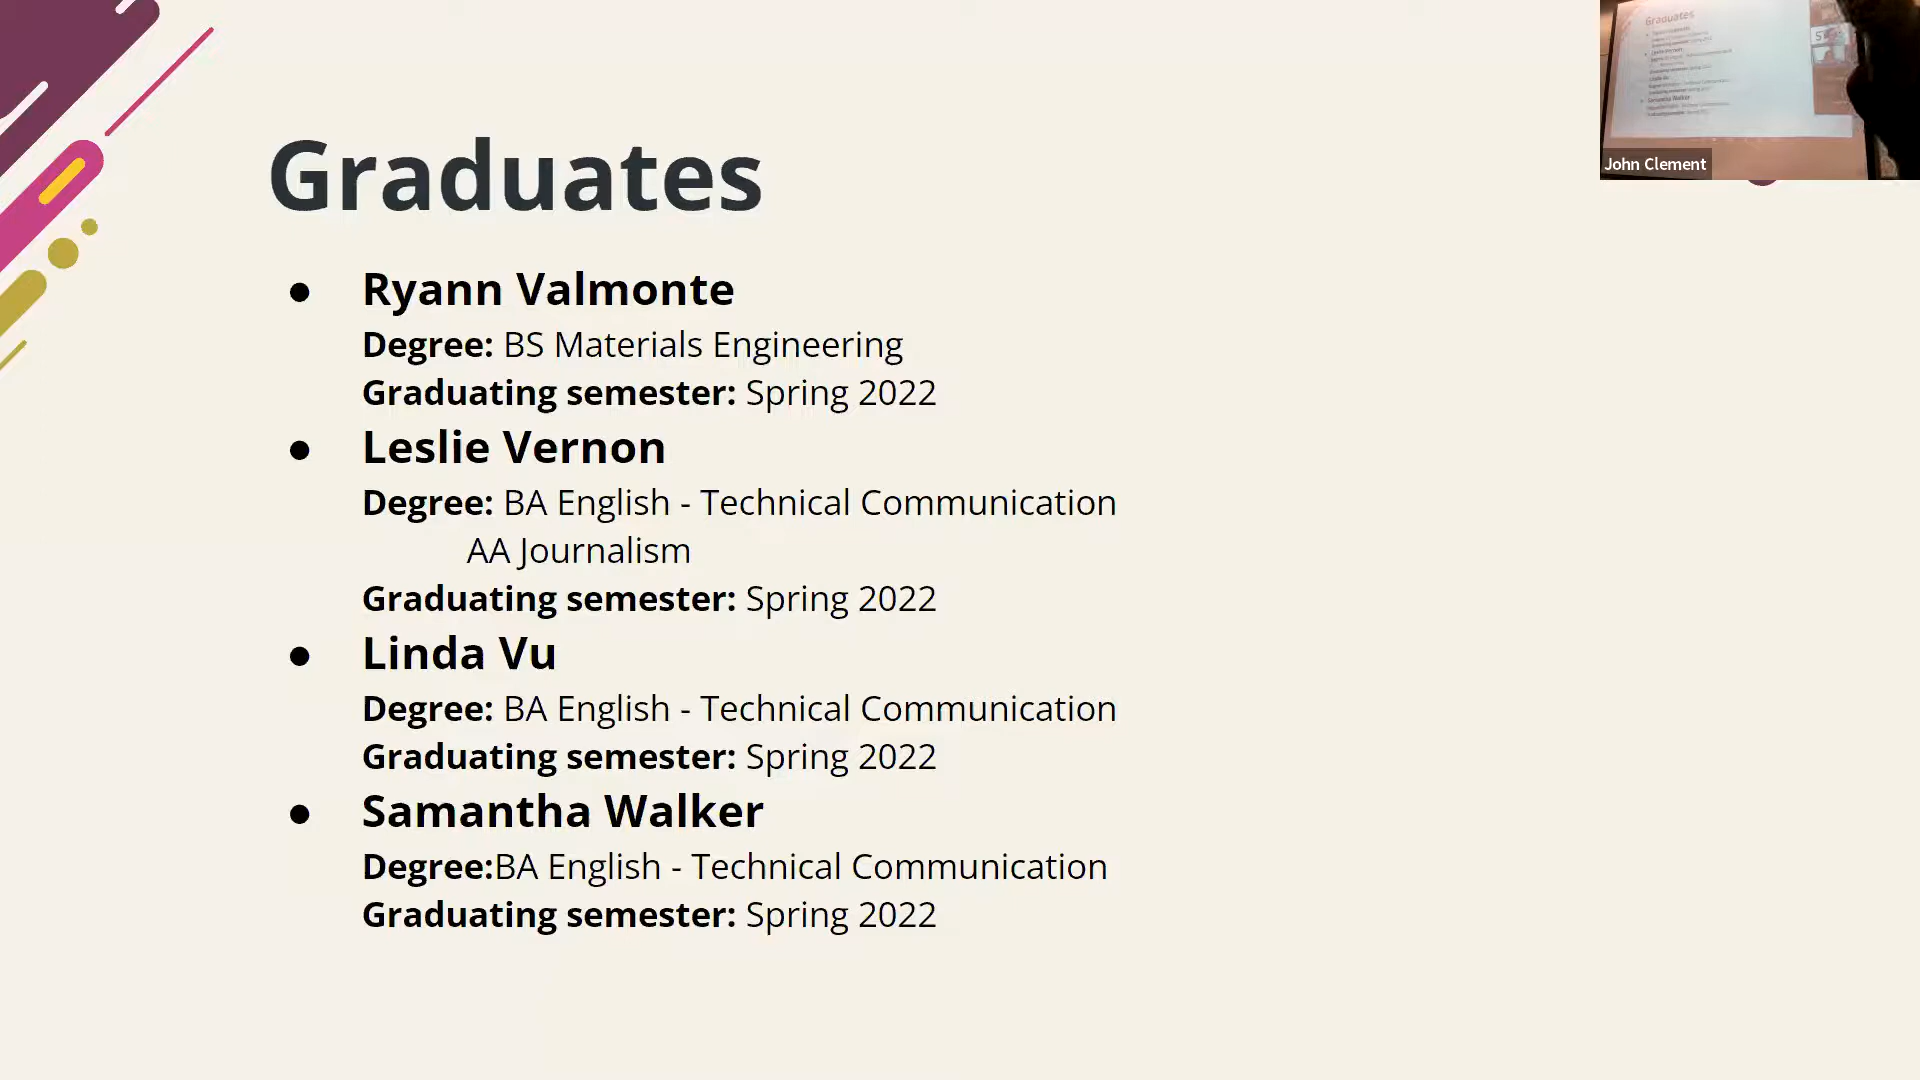 Graduates
● Ryann Valmonte
Degree: BS Materials Engineering
Graduating semester: Spring 2022
● Leslie Vernon
Degree: BA English - Technical Communication
AA Journalism
Graduating semester: Spring 2022
● Linda Vu
Degree: BA English - Technical Communication
Graduating semester: Spring 2022
● Samantha Walker
Degree:BA English - Technical Communication
Graduating semester: Spring 2022
Graduates
John Clement